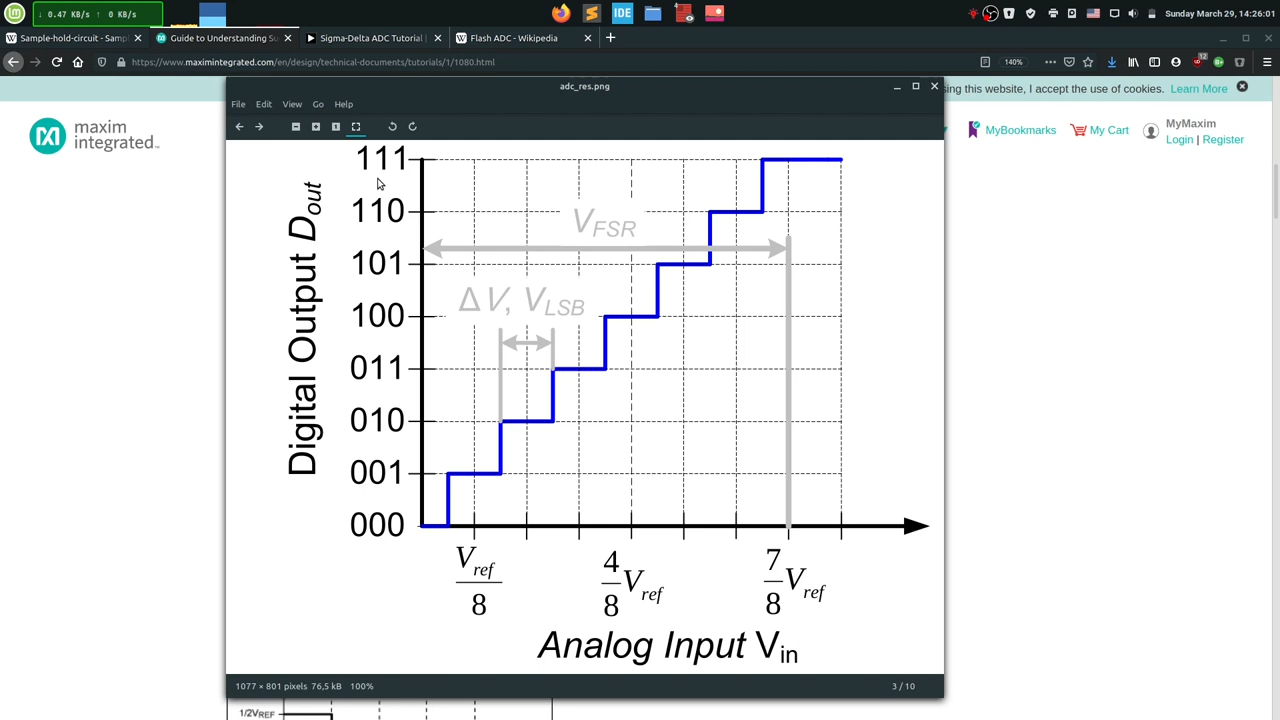 ↓ 0.47 KB/s ↑ 0 KB/s
IDE
Sunday March 29, 14:26:01
Sample-hold-circuit - Sampl
Guide to Understanding Su
Sigma-Delta ADC Tutorial |
Flash ADC - Wikipedia
https://www.maximintegrated.com/en/design/technical-documents/tutorials/1/1080.html
140%
12
adc_res.png
ing this website, I accept the use of cookies. Learn More
File Edit View Go Help
maxim
integrated™
MyBookmarks
My Cart
MyMaxim
Login | Register
111
110
101
100
011
010
001
000
Digital Output Dout
VFSR
Δ V, VLSB
Vref
8
4
8
Vref
7
8
Vref
Analog Input Vin
1077 × 801 pixels 76,5 kB 100%
3 / 10
1/2VREF